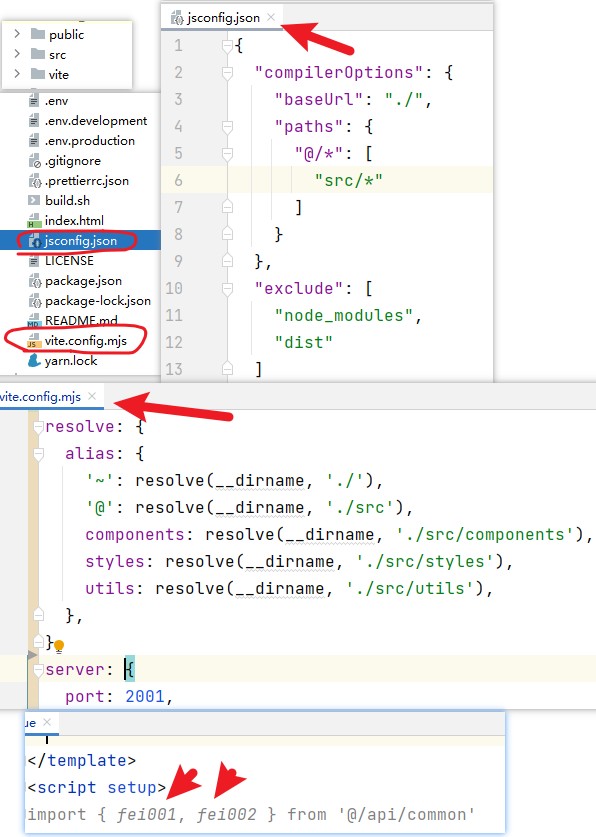 public
src
vite
.env
.env.development
.env.production
.gitignore
.prettierrc.json
build.sh
index.html
jsconfig.json
LICENSE
package.json
package-lock.json
README.md
vite.config.mjs
yarn.lock
jsconfig.json
1 {
2 "compilerOptions": {
3 "baseUrl": "./",
4 "paths": {
5 "@/*": [
6 "src/*"
7 ]
8 }
9 },
10 "exclude": [
11 "node_modules",
12 "dist"
13 ]
vite.config.mjs
resolve: {
alias: {
'~': resolve(__dirname, './'),
'@': resolve(__dirname, './src'),
components: resolve(__dirname, './src/components'),
styles: resolve(__dirname, './src/styles'),
utils: resolve(__dirname, './src/utils'),
},
}
server: {
port: 2001,
ue
</template>
<script setup>
import { fei001, fei002 } from '@/api/common'